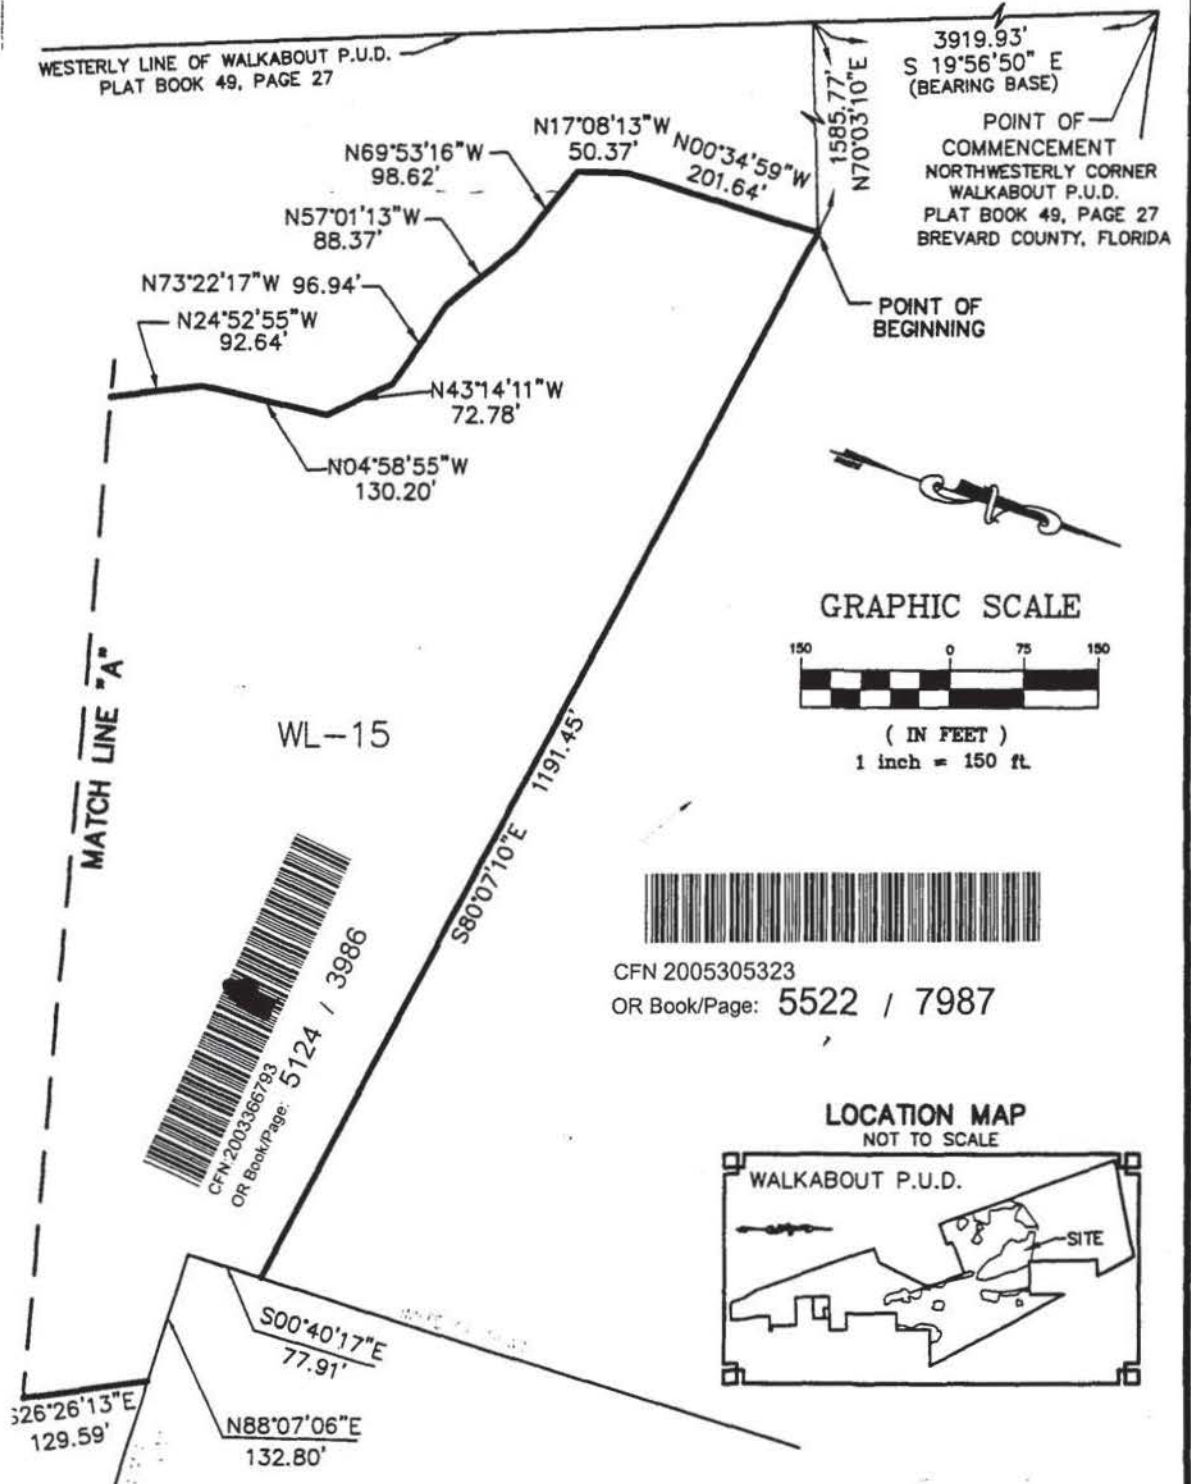 WESTERLY LINE OF WALKABOUT P.U.D.
PLAT BOOK 49, PAGE 27
3919.93'
S 19°56'50" E
(BEARING BASE)
1585.77'
N70°03'10"E
POINT OF
COMMENCEMENT
NORTHWESTERLY CORNER
WALKABOUT P.U.D.
PLAT BOOK 49, PAGE 27
BREVARD COUNTY, FLORIDA
N17°08'13"W
50.37'
N00°34'59"W
201.64'
N69°53'16"W
98.62'
N57°01'13"W
88.37'
N73°22'17"W 96.94'
N24°52'55"W
92.64'
POINT OF
BEGINNING
N43°14'11"W
72.78'
N04°58'55"W
130.20'
GRAPHIC SCALE
150 0 75 150
( IN FEET )
1 inch = 150 ft.
MATCH LINE "A"
WL-15
S80°07'10"E 1191.45'
CFN:2003366793
OR Book/Page: 5124 / 3986
CFN 2005305323
OR Book/Page: 5522 / 7987
LOCATION MAP
NOT TO SCALE
WALKABOUT P.U.D.
SITE
S00°40'17"E
77.91'
S26°26'13"E
129.59'
N88°07'06"E
132.80'